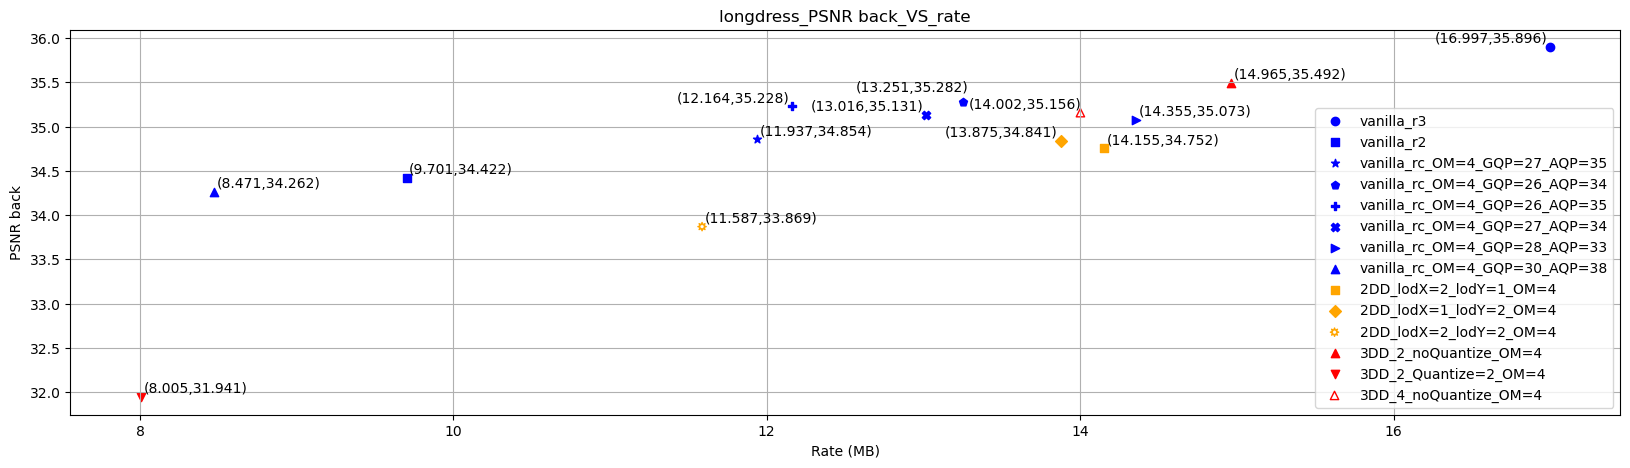 longdress_PSNR back_VS_rate
PSNR back
36.0
35.5
35.0
34.5
34.0
33.5
33.0
32.5
32.0
(16.997,35.896)
(14.965,35.492)
(13.251,35.282)
(12.164,35.228)
(13.016,35.131)
(14.002,35.156)
(14.355,35.073)
(11.937,34.854)
(13.875,34.841)
(14.155,34.752)
(9.701,34.422)
(8.471,34.262)
(11.587,33.869)
(8.005,31.941)
vanilla_r3
vanilla_r2
vanilla_rc_OM=4_GQP=27_AQP=35
vanilla_rc_OM=4_GQP=26_AQP=34
vanilla_rc_OM=4_GQP=26_AQP=35
vanilla_rc_OM=4_GQP=27_AQP=34
vanilla_rc_OM=4_GQP=28_AQP=33
vanilla_rc_OM=4_GQP=30_AQP=38
2DD_lodX=2_lodY=1_OM=4
2DD_lodX=1_lodY=2_OM=4
2DD_lodX=2_lodY=2_OM=4
3DD_2_noQuantize_OM=4
3DD_2_Quantize=2_OM=4
3DD_4_noQuantize_OM=4
8
10
12
14
16
Rate (MB)